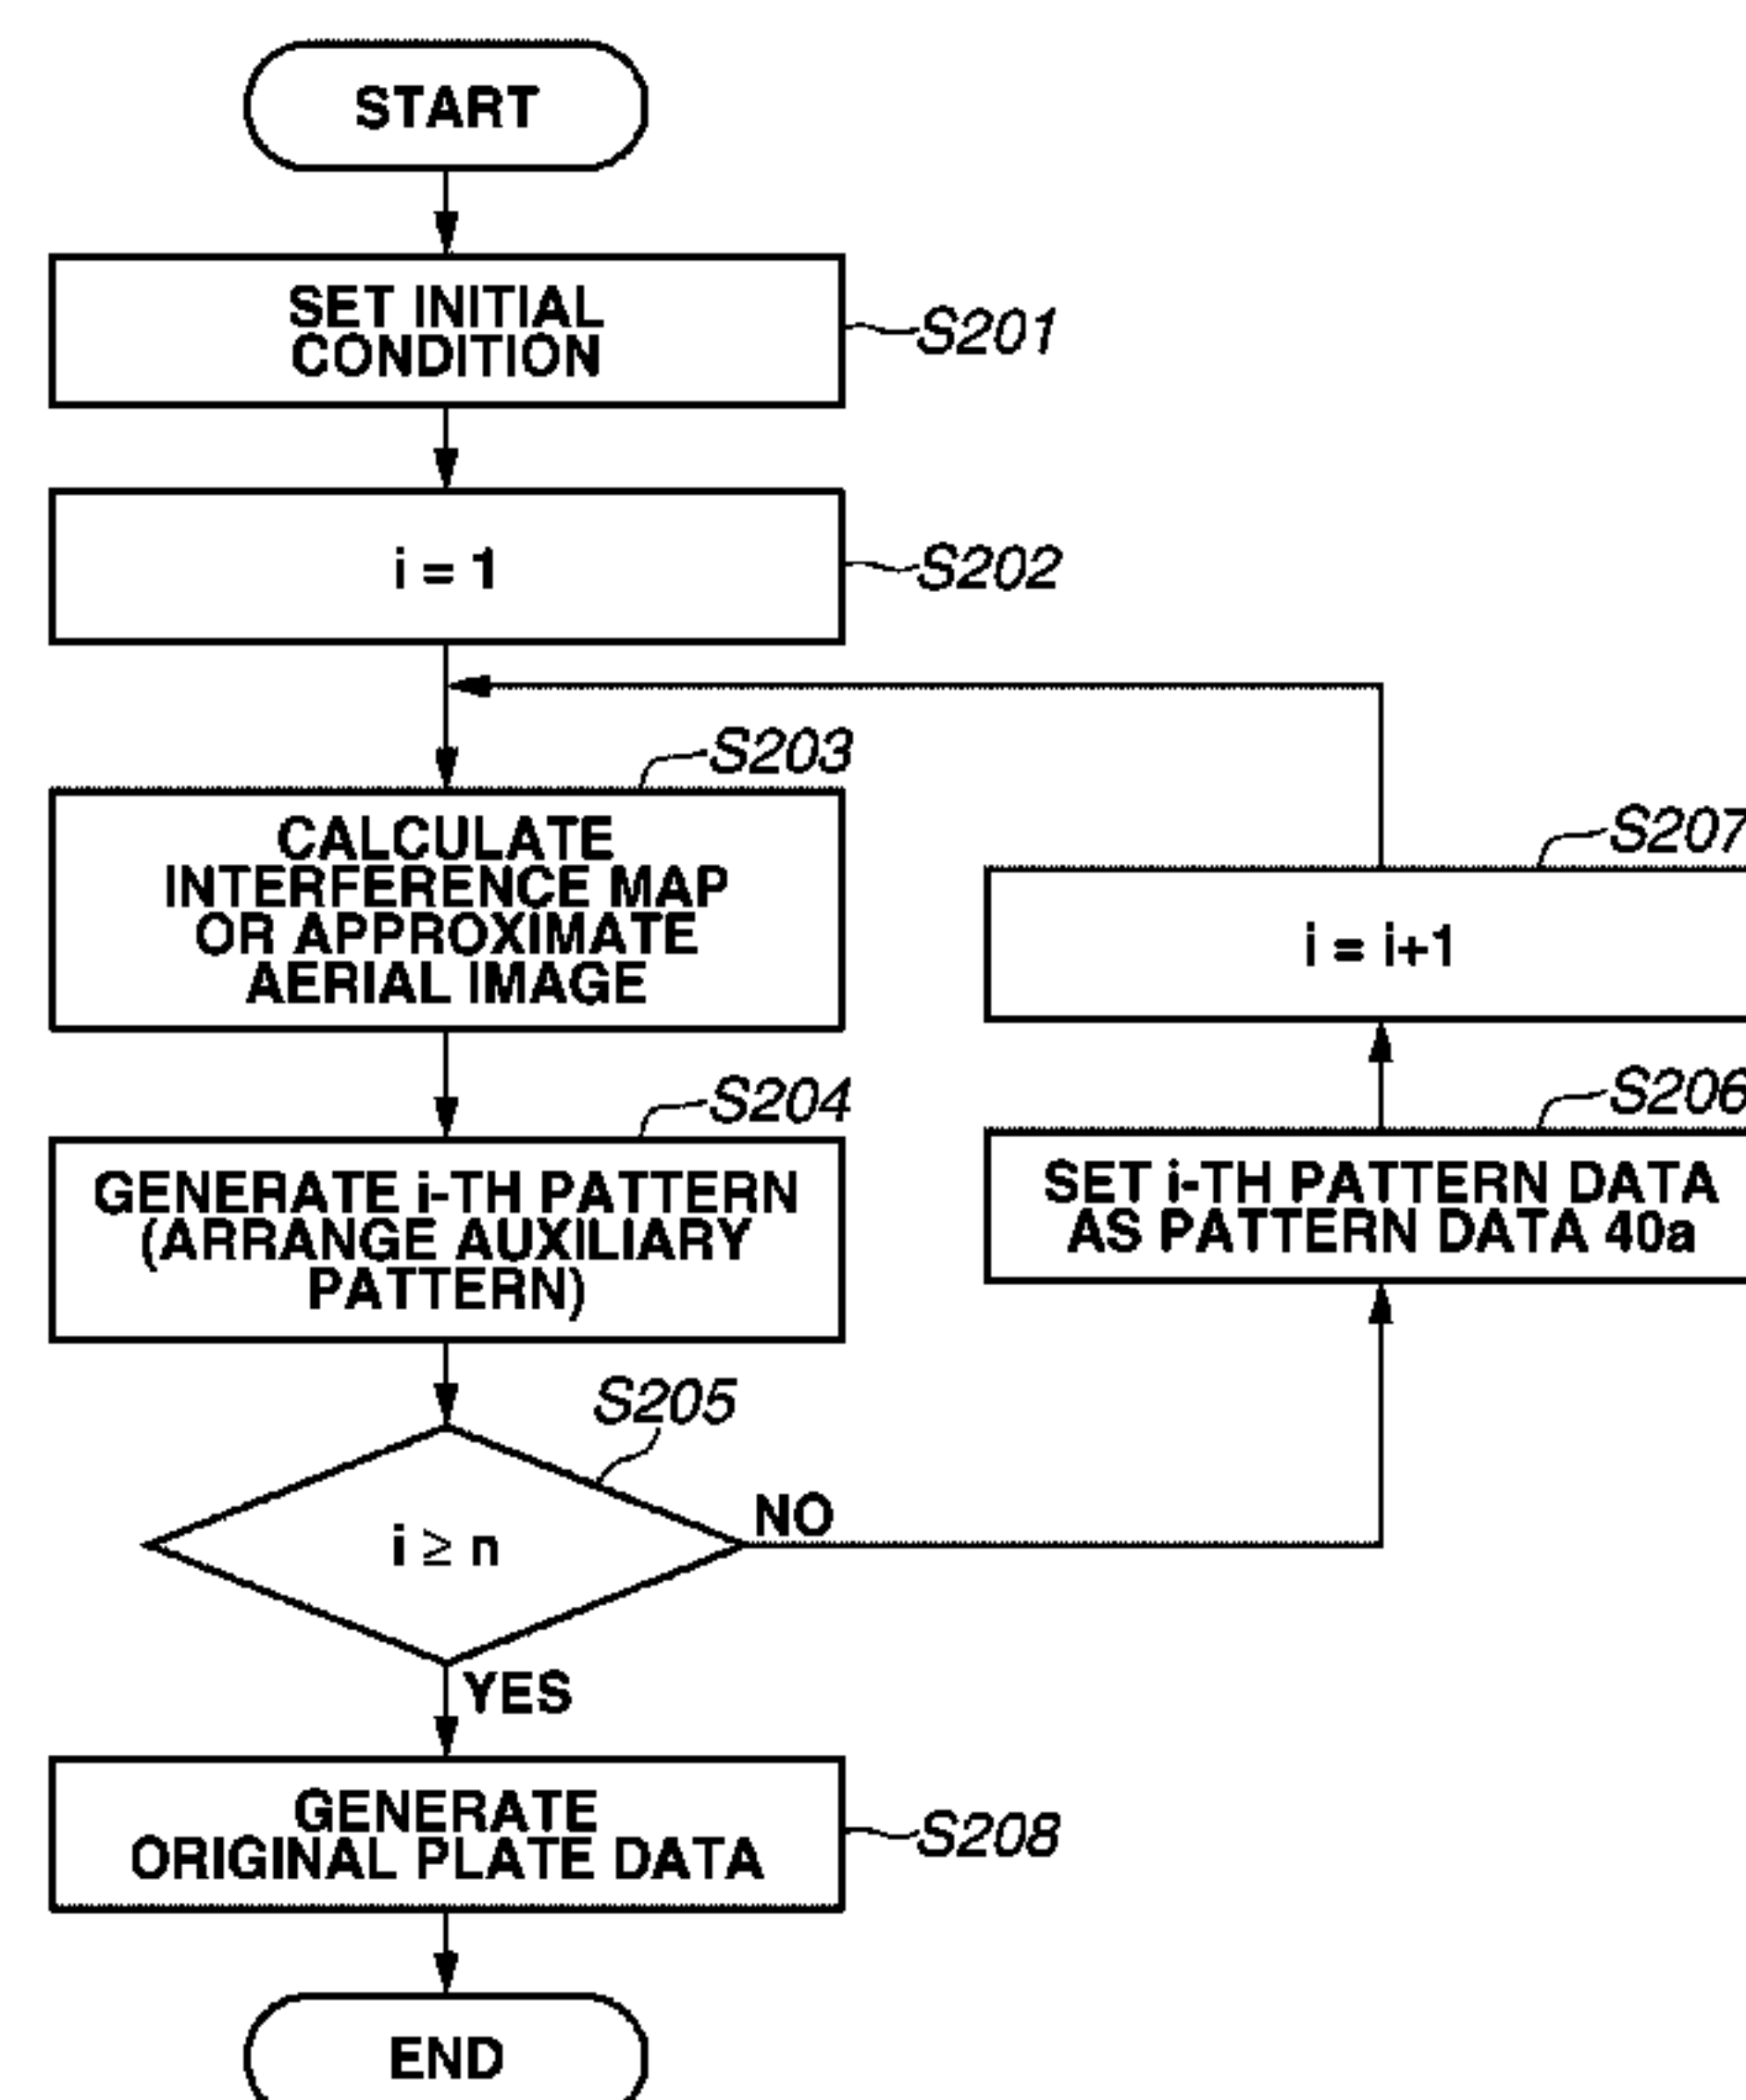 START
SET INITIAL
CONDITION
S201
i = 1
S202
S203
CALCULATE
INTERFERENCE MAP
OR APPROXIMATE
AERIAL IMAGE
S207
i = i+1
S204
GENERATE i-TH PATTERN
(ARRANGE AUXILIARY
PATTERN)
S206
SET i-TH PATTERN DATA
AS PATTERN DATA 40a
S205
i ≥ n
NO
YES
GENERATE
ORIGINAL PLATE DATA
S208
END